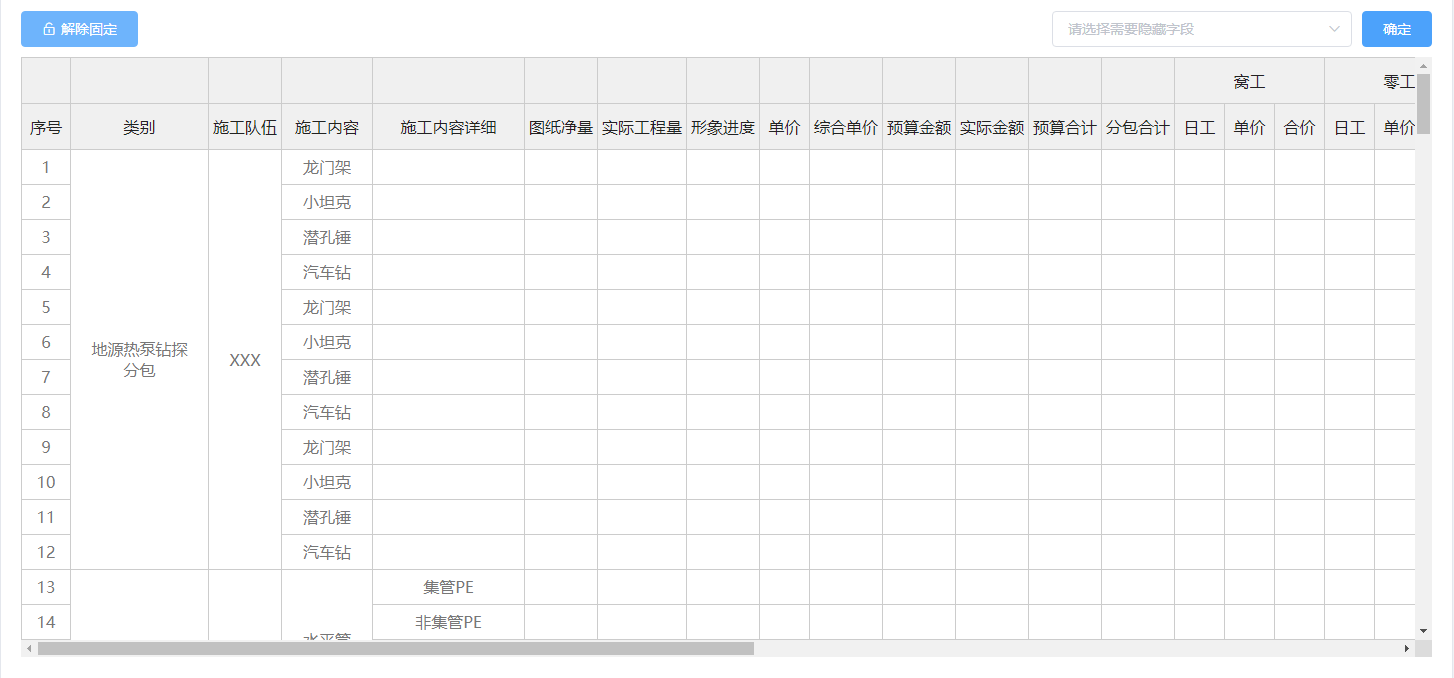 解除固定
请选择需要隐藏字段
确定
窝工 零工
序号 类别 施工队伍 施工内容 施工内容详细 图纸净量 实际工程量 形象进度 单价 综合单价 预算金额 实际金额 预算合计 分包合计 日工 单价 合价 日工 单价
1 龙门架
2 小坦克
3 潜孔锤
4 汽车钻
5 龙门架
6 小坦克
地源热泵钻探
分包
XXX
7 潜孔锤
8 汽车钻
9 龙门架
10 小坦克
11 潜孔锤
12 汽车钻
13 集管PE
14 非集管PE
水平管